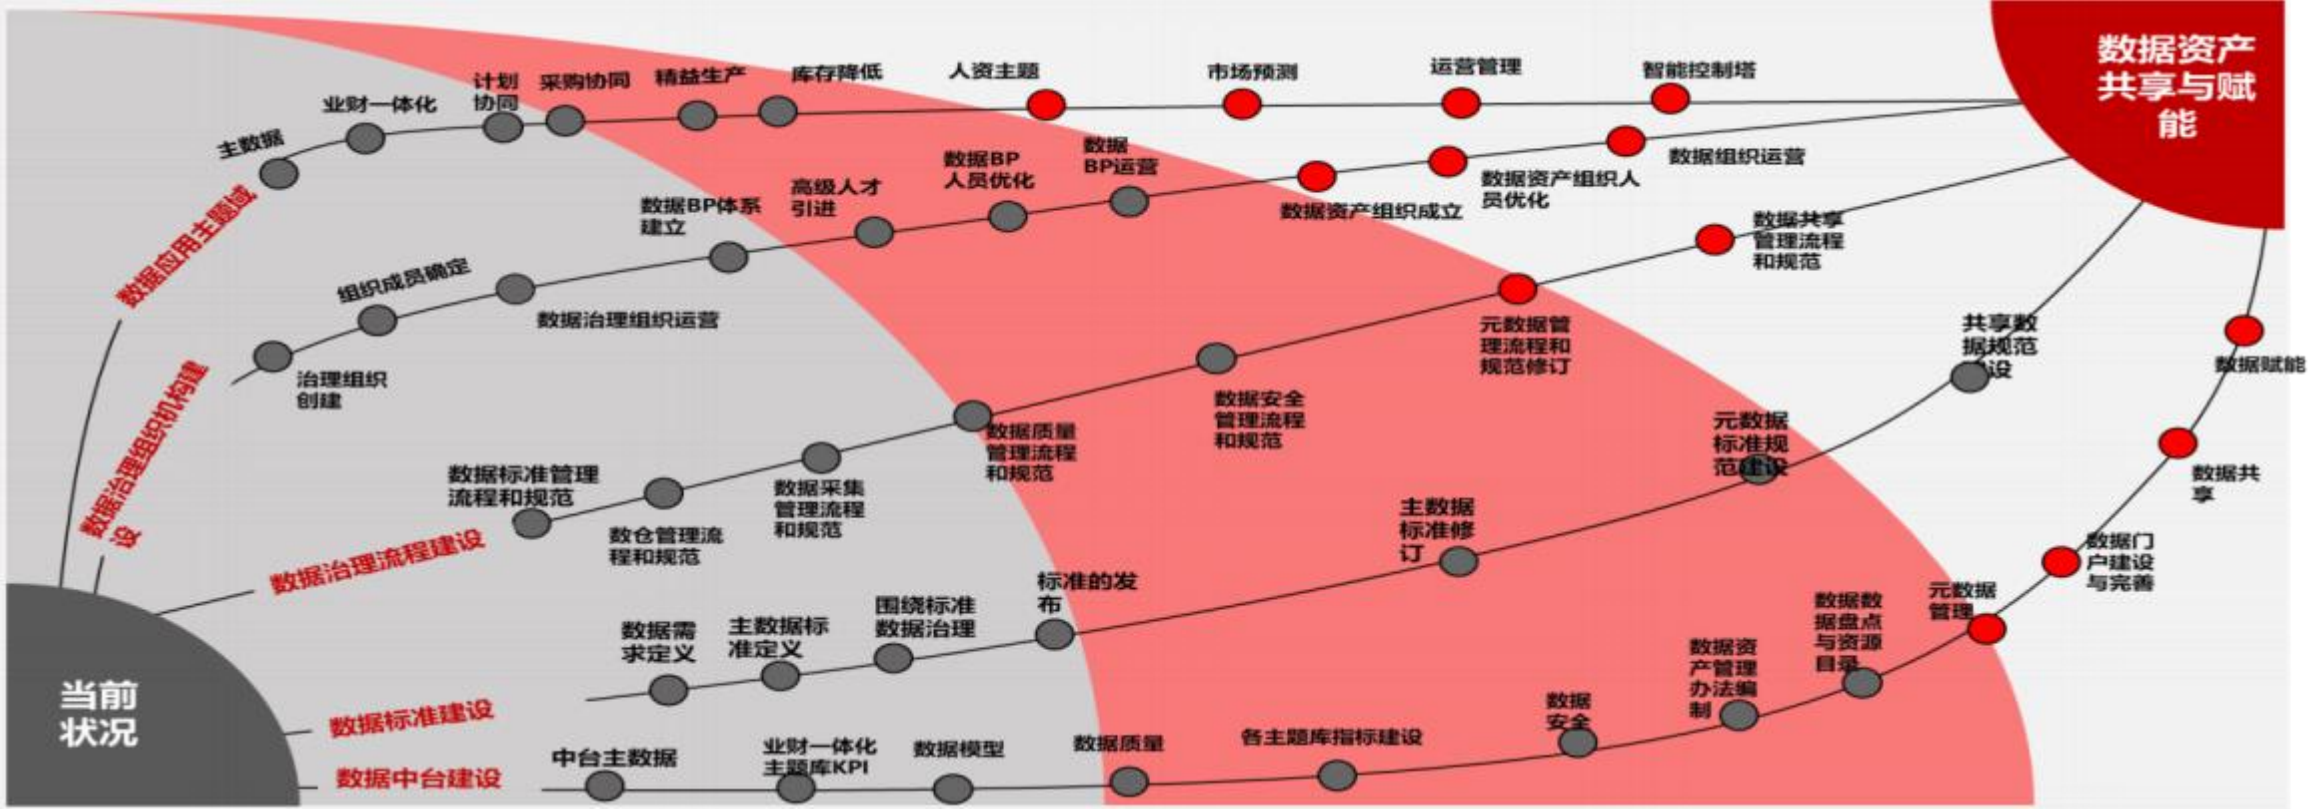 数据资产
共享与赋
能
主数据
业财一体化
计划
协同
采购协同
精益生产
库存降低
人资主题
市场预测
运营管理
智能控制塔
数据应用主题域
治理组织
创建
组织成员确定
数据治理组织运营
数据BP体系
建立
高级人才
引进
数据BP
人员优化
数据
BP运营
数据资产组织成立
数据资产组织人
员优化
数据组织运营
数据治理组织机构建
设
数据标准管理
流程和规范
数仓管理流
程和规范
数据采集
管理流程
和规范
数据质量
管理流程
和规范
数据安全
管理流程
和规范
元数据管
理流程和
规范修订
数据共享
管理流程
和规范
数据治理流程建设
数据需
求定义
主数据标
准定义
围绕标准
数据治理
标准的发
布
主数据
标准修
订
元数据
标准规
范建设
共享数
据规范
设
数据标准建设
中台主数据
业财一体化
主题库KPI
数据模型
数据质量
各主题库指标建设
数据
安全
数据资
产管理
办法编
制
数据数
据盘点
与资源
目录
元数据
管理
数据门
户建设
与完善
数据共
享
数据赋能
数据中台建设
当前
状况